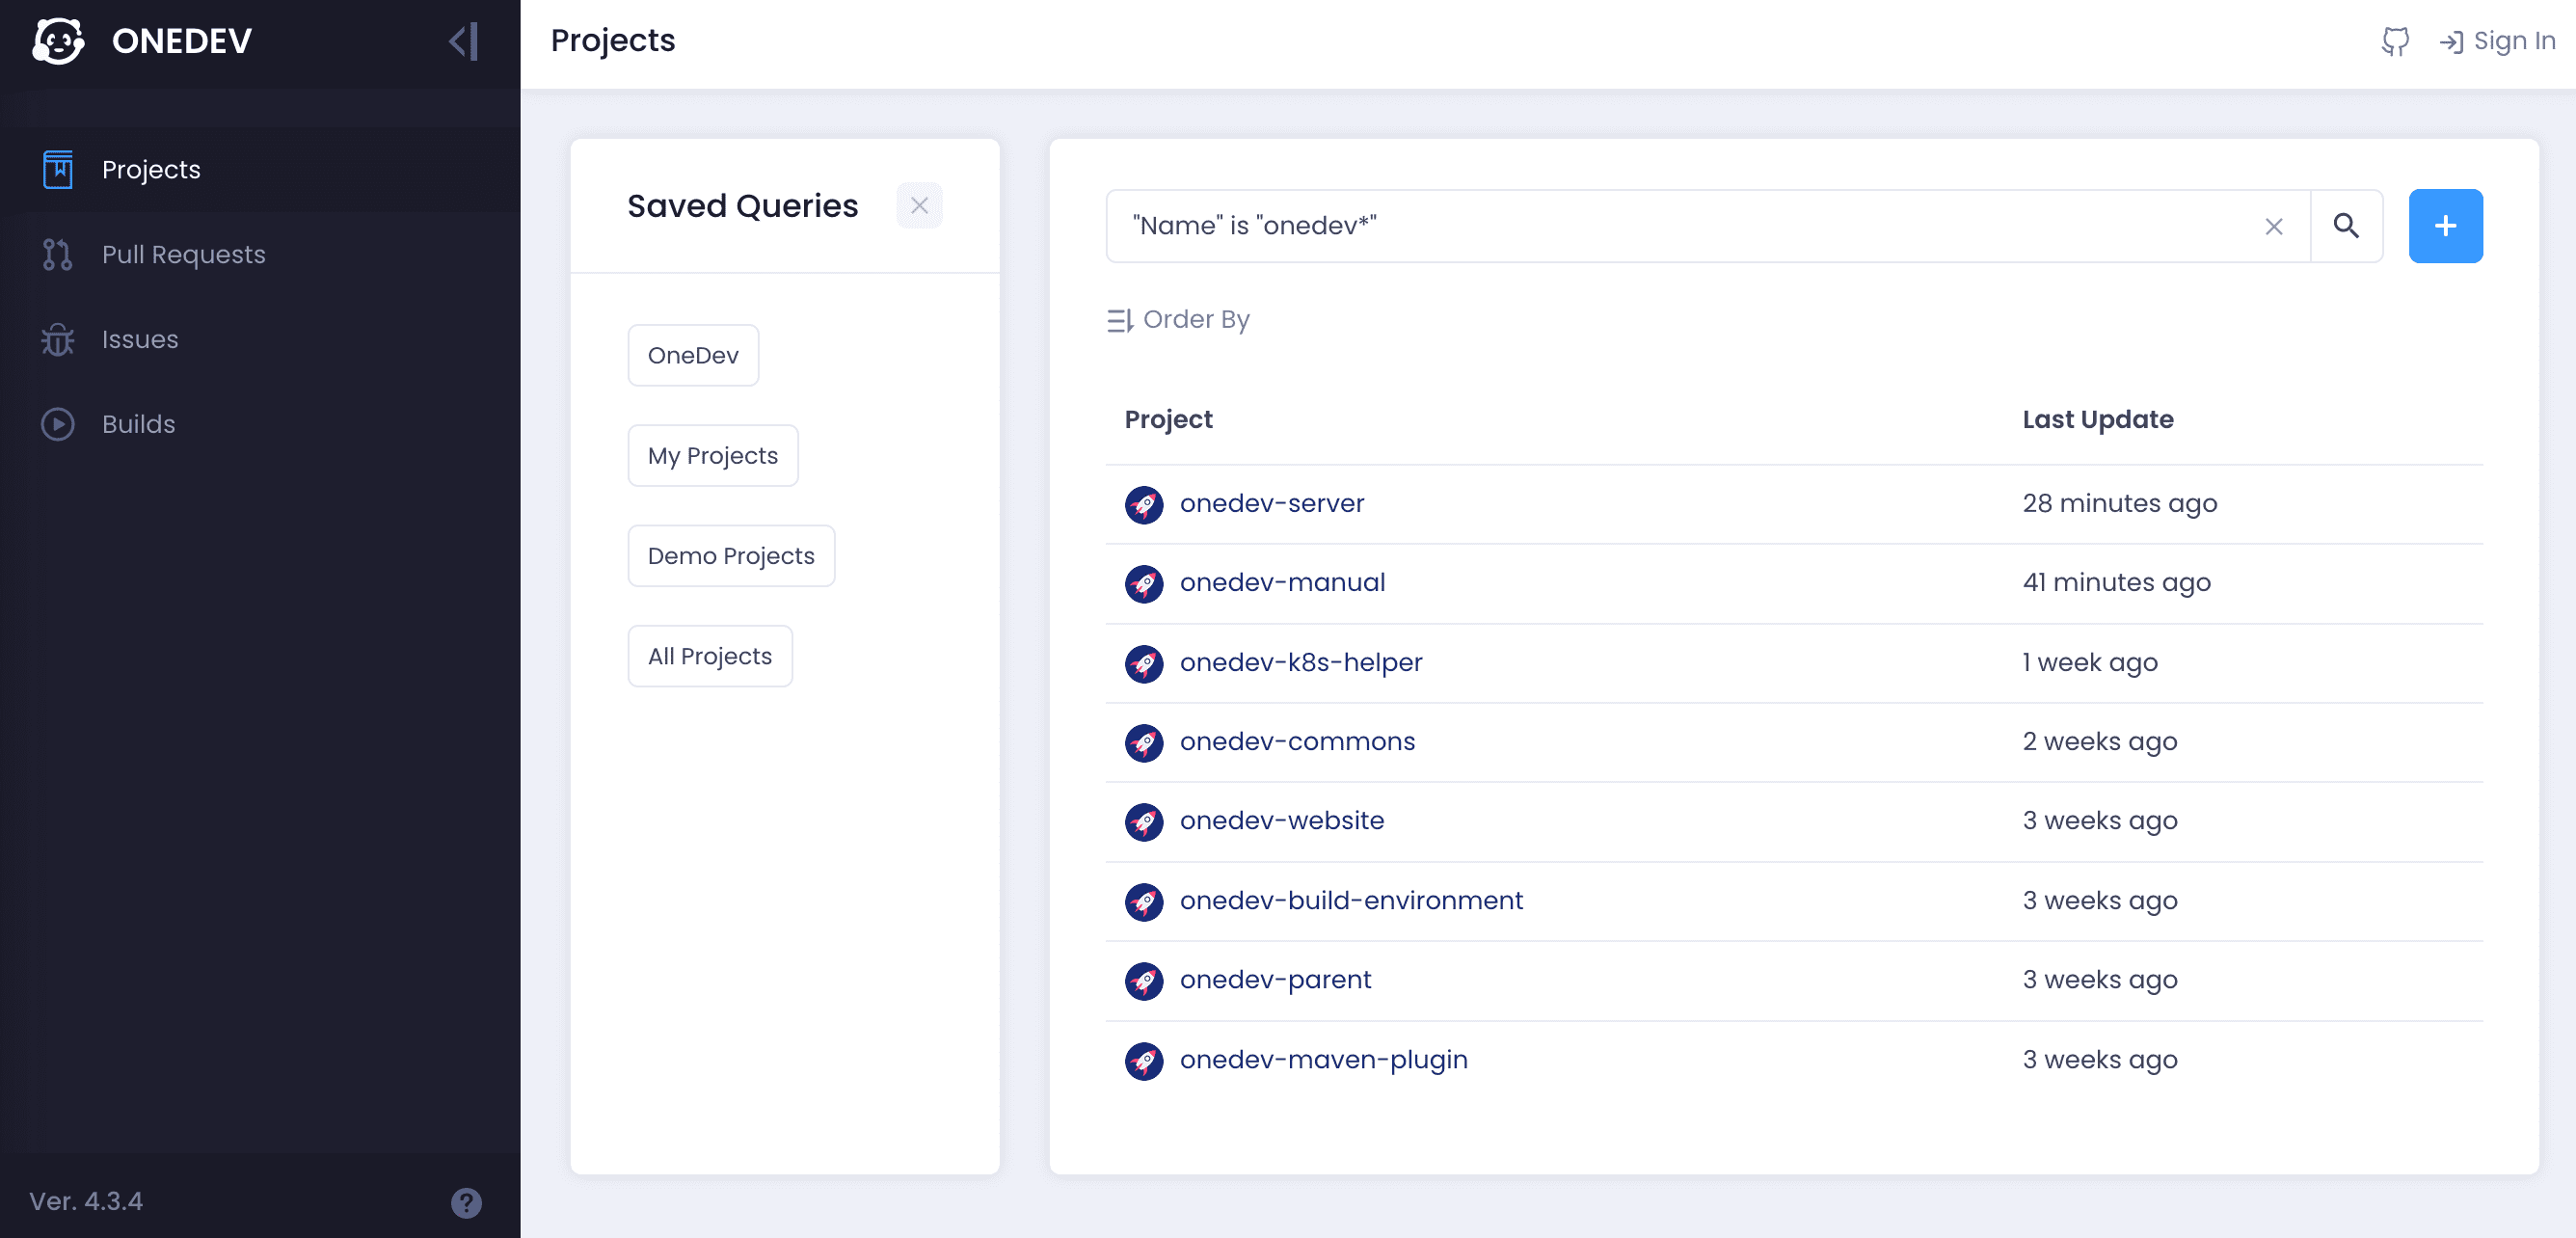 ONEDEV
Projects
Sign In
Projects
Pull Requests
Issues
Builds
Ver. 4.3.4
?
Saved Queries
OneDev
My Projects
Demo Projects
All Projects
"Name" is "onedev*"
Order By
Project Last Update
onedev-server 28 minutes ago
onedev-manual 41 minutes ago
onedev-k8s-helper 1 week ago
onedev-commons 2 weeks ago
onedev-website 3 weeks ago
onedev-build-environment 3 weeks ago
onedev-parent 3 weeks ago
onedev-maven-plugin 3 weeks ago